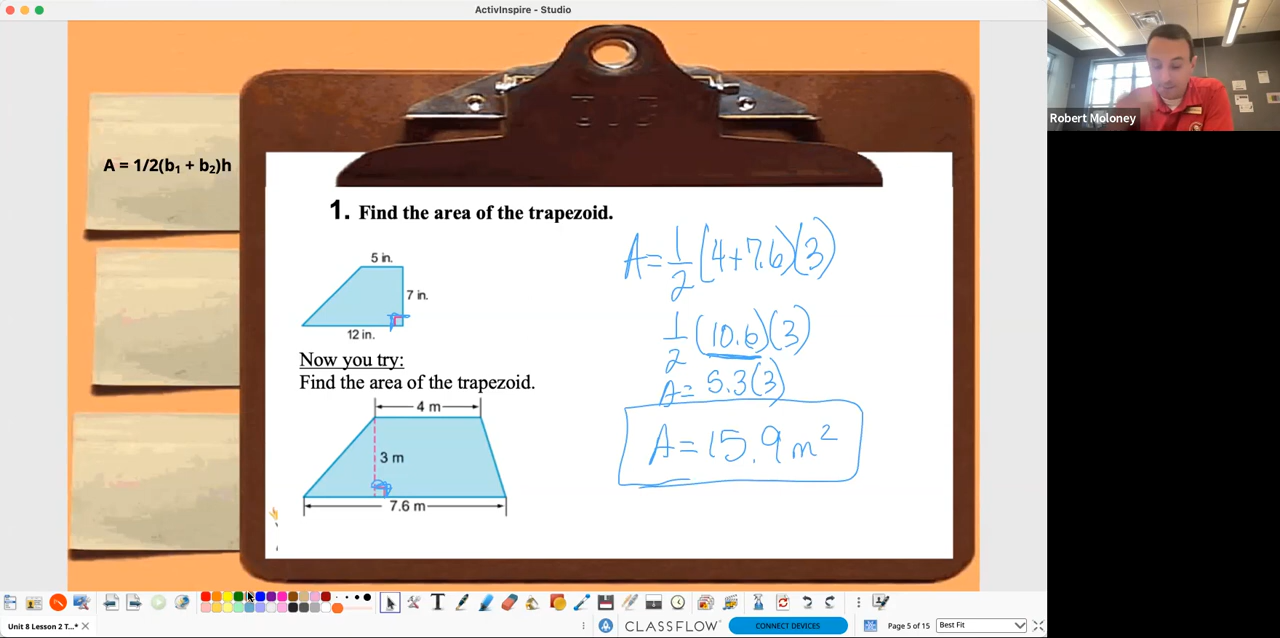 ActivInspire - Studio
Robert Moloney
A = 1/2(b₁ + b₂)h
1. Find the area of the trapezoid.
5 in.
7 in.
12 in.
Now you try:
Find the area of the trapezoid.
4 m
3 m
7.6 m
A = 1/2 (4+7.6)(3)
1/2 (10.6)(3)
A = 5.3(3)
A = 15.9 m²
Unit 8 Lesson 2 T...*
CLASSFLOW
CONNECT DEVICES
Page 5 of 15
Best Fit